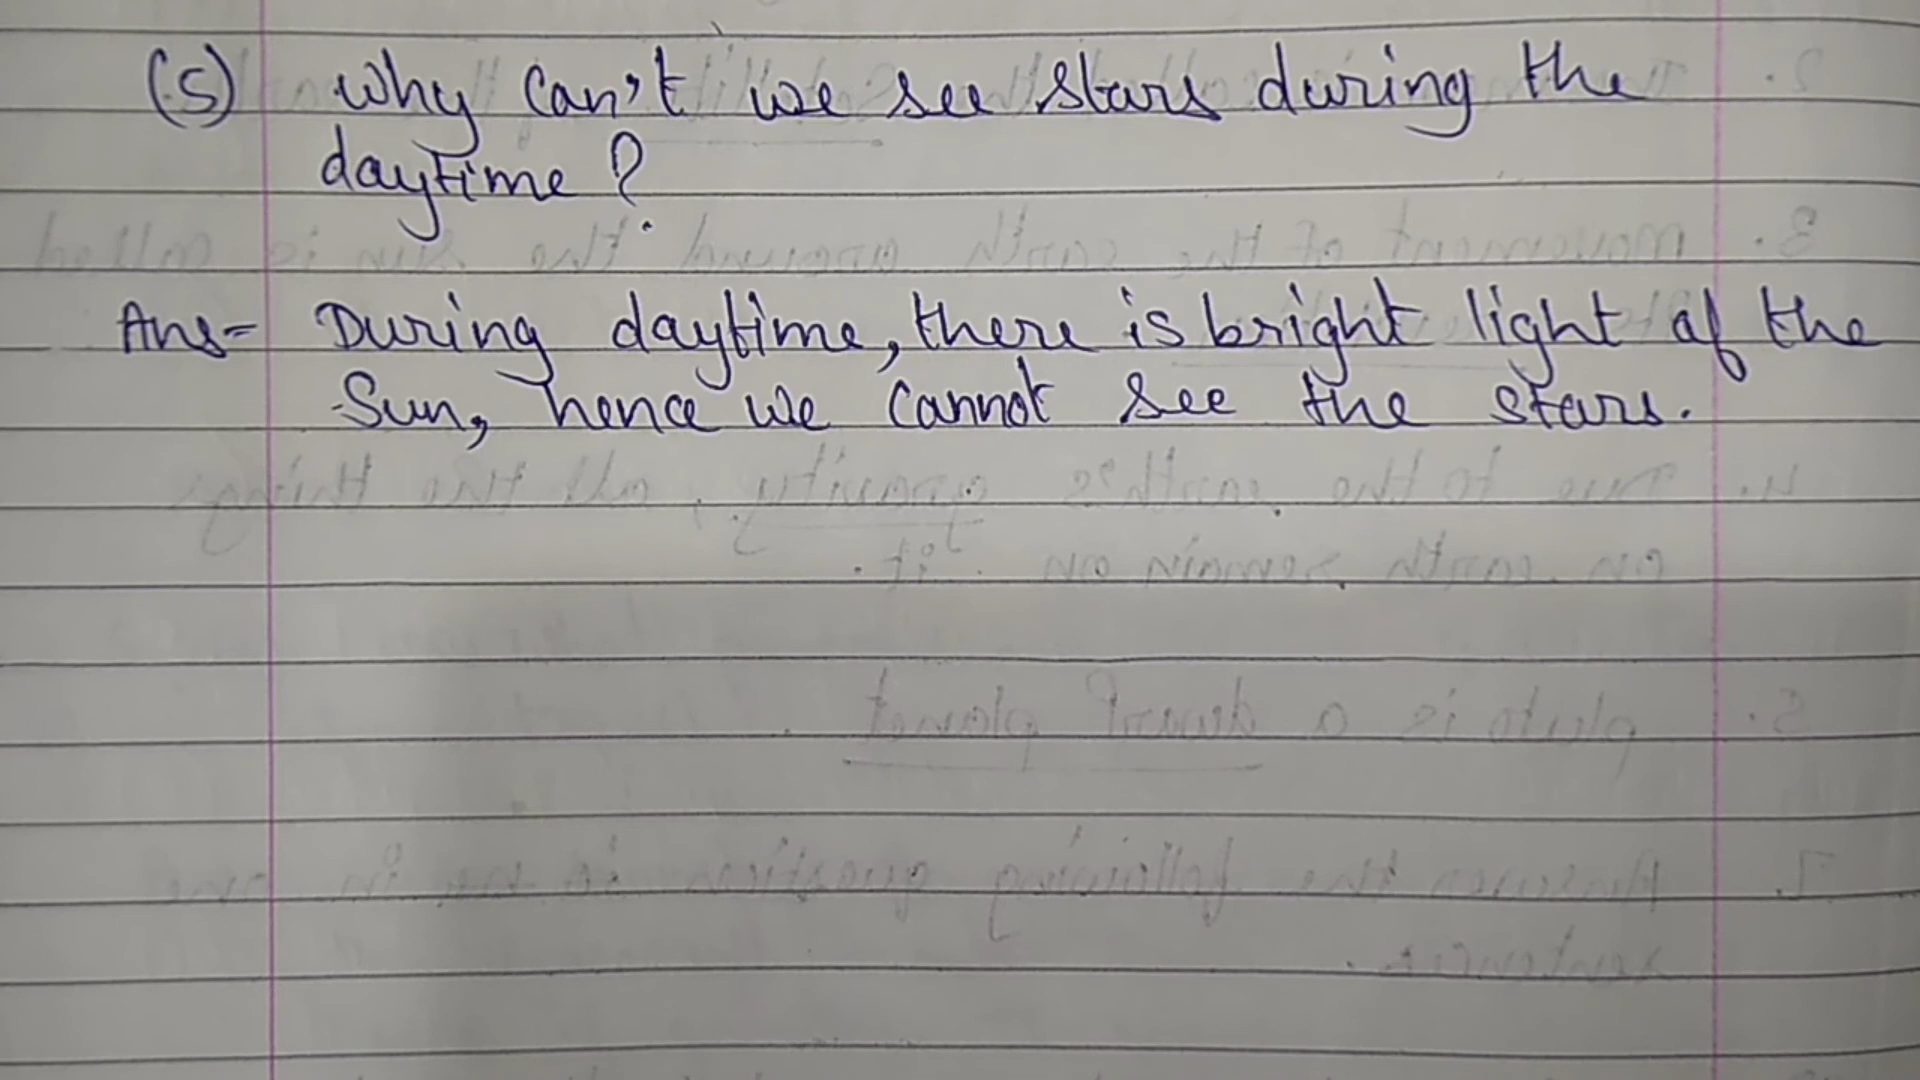 (5) Why can't we see stars during the
daytime?
Ans= During daytime, there is bright light of the
Sun, hence we cannot see the stars.